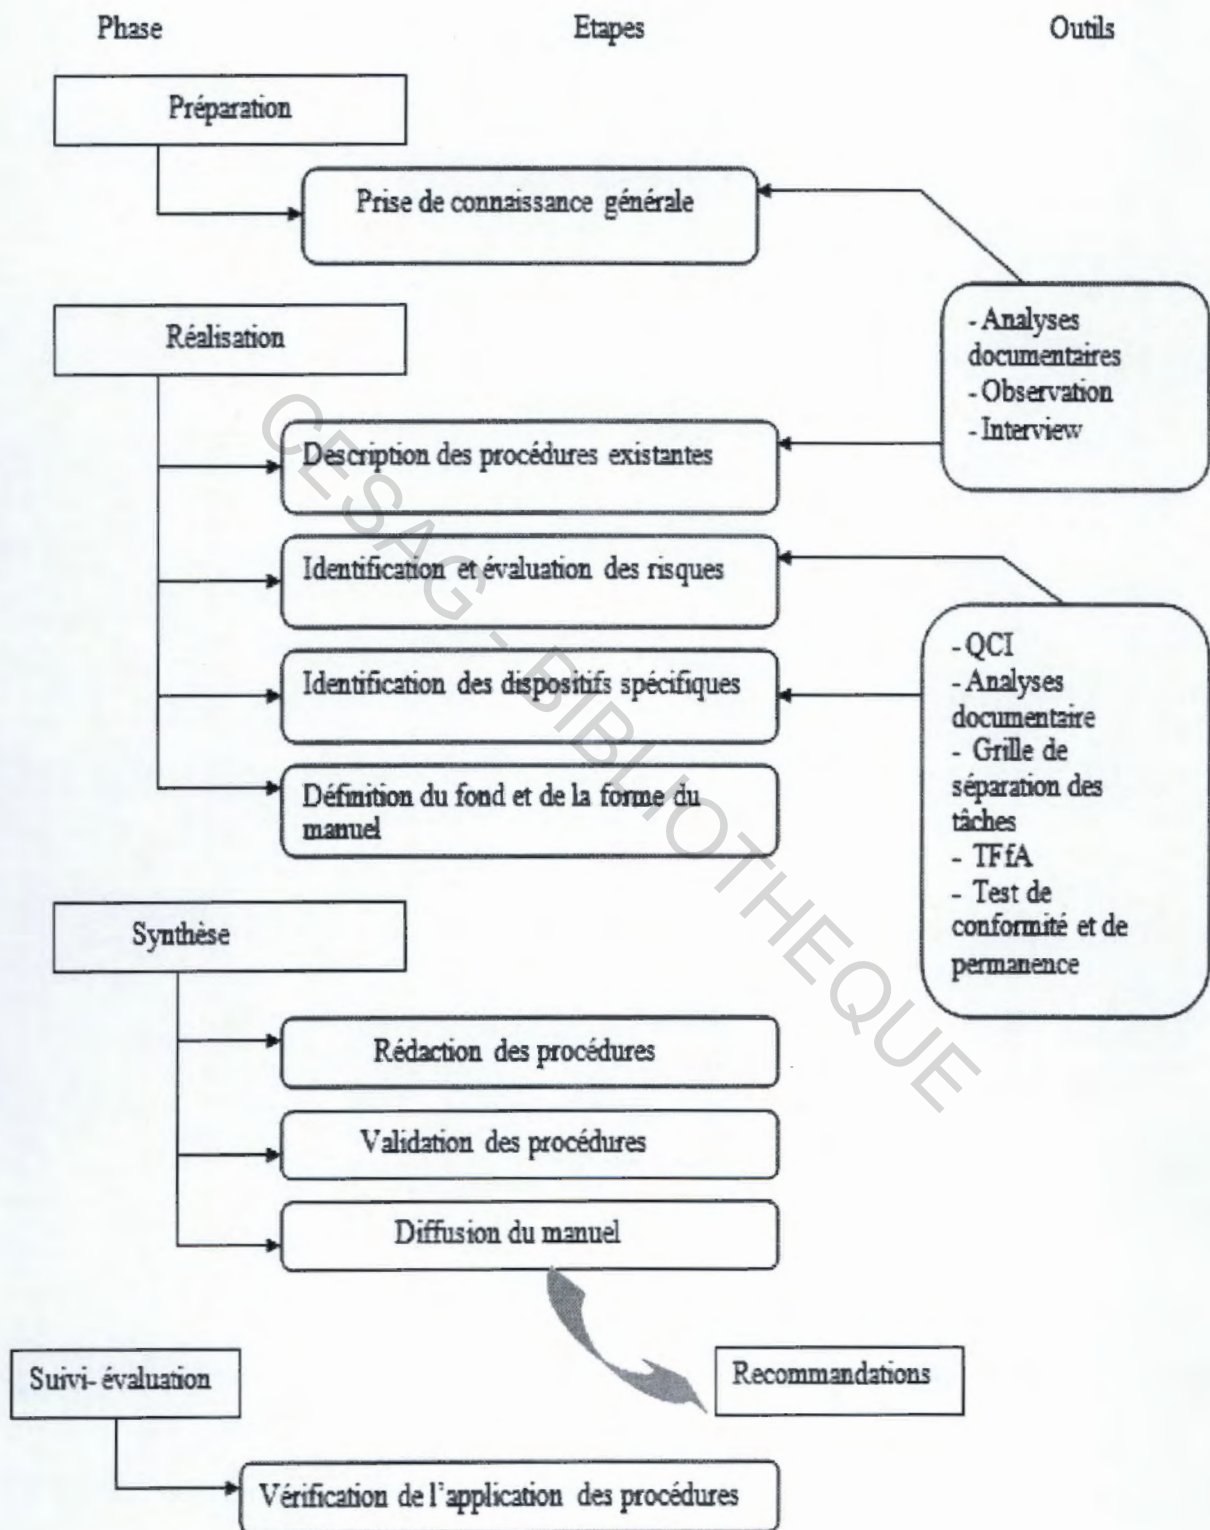 Phase Etapes Outils
Préparation
Prise de connaissance générale
Réalisation
- Analyses
documentaires
- Observation
- Interview
Description des procédures existantes
Identification et évaluation des risques
- QCI
- Analyses
documentaire
- Grille de
séparation des
tâches
- TFfA
- Test de
conformité et de
permanence
Identification des dispositifs spécifiques
Définition du fond et de la forme du
manuel
Synthèse
Rédaction des procédures
Validation des procédures
Diffusion du manuel
Recommandations
Suivi- évaluation
Vérification de l'application des procédures
CESAG - BIBLIOTHEQUE